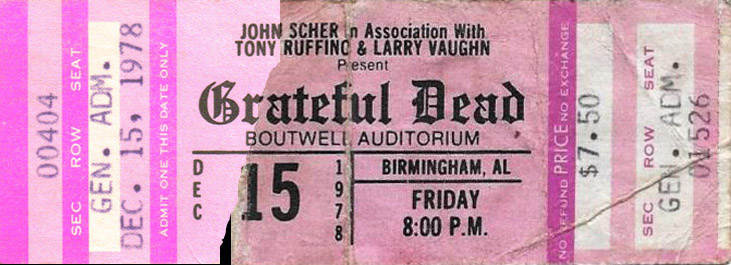 00404
SEC ROW SEAT
GEN. ADM.
DEC. 15, 1978
ADMIT ONE THIS DATE ONLY
JOHN SCHER in Association With
TONY RUFFINO & LARRY VAUGHN
Present
Grateful Dead
BOUTWELL AUDITORIUM
DEC 15 1978
BIRMINGHAM, AL
FRIDAY
8:00 P.M.
NO REFUND PRICE NO EXCHANGE
$7.50
SEC ROW SEAT
GEN. ADM.
01526